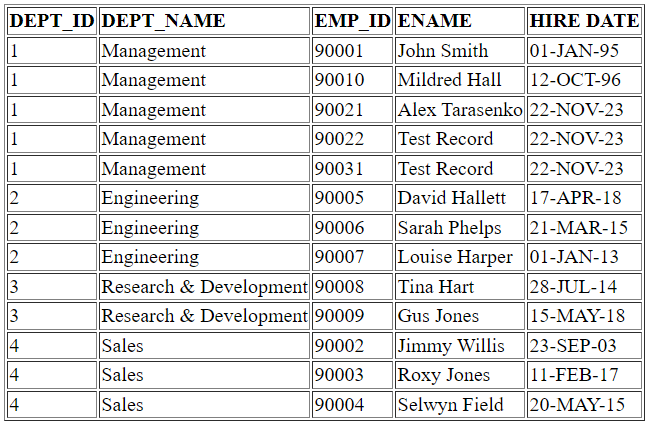 DEPT_ID DEPT_NAME EMP_ID ENAME HIRE DATE
1 Management 90001 John Smith 01-JAN-95
1 Management 90010 Mildred Hall 12-OCT-96
1 Management 90021 Alex Tarasenko 22-NOV-23
1 Management 90022 Test Record 22-NOV-23
1 Management 90031 Test Record 22-NOV-23
2 Engineering 90005 David Hallett 17-APR-18
2 Engineering 90006 Sarah Phelps 21-MAR-15
2 Engineering 90007 Louise Harper 01-JAN-13
3 Research & Development 90008 Tina Hart 28-JUL-14
3 Research & Development 90009 Gus Jones 15-MAY-18
4 Sales 90002 Jimmy Willis 23-SEP-03
4 Sales 90003 Roxy Jones 11-FEB-17
4 Sales 90004 Selwyn Field 20-MAY-15